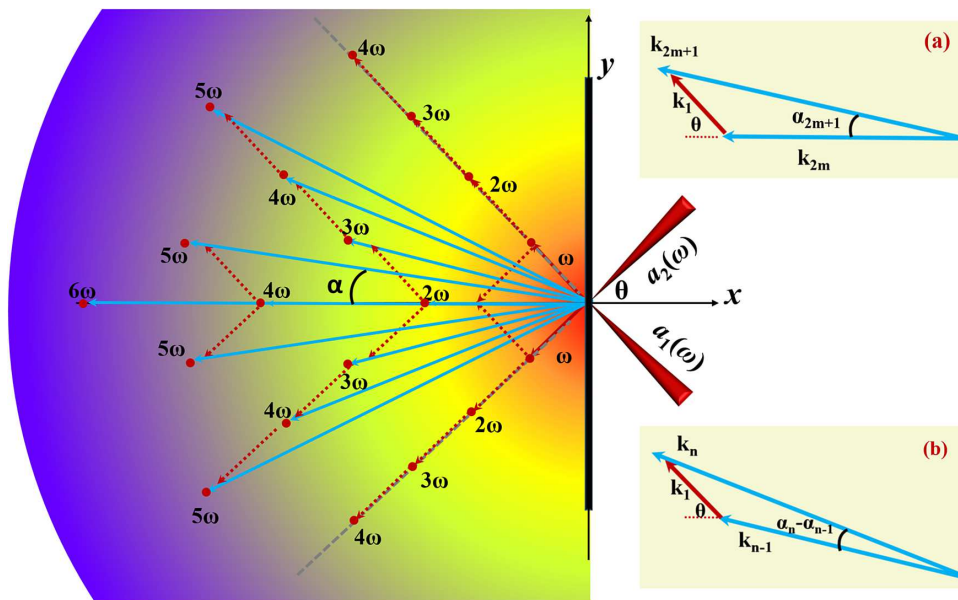 4ω
y
5ω
3ω
4ω
2ω
3ω
ω
5ω
α
6ω
4ω
2ω
θ
a₂(ω)
x
a₁(ω)
5ω
3ω
ω
4ω
2ω
5ω
3ω
4ω
(a)
k₂ₘ₊₁
k₁
θ
α₂ₘ₊₁
k₂ₘ
(b)
kₙ
k₁
θ
αₙ-αₙ₋₁
kₙ₋₁